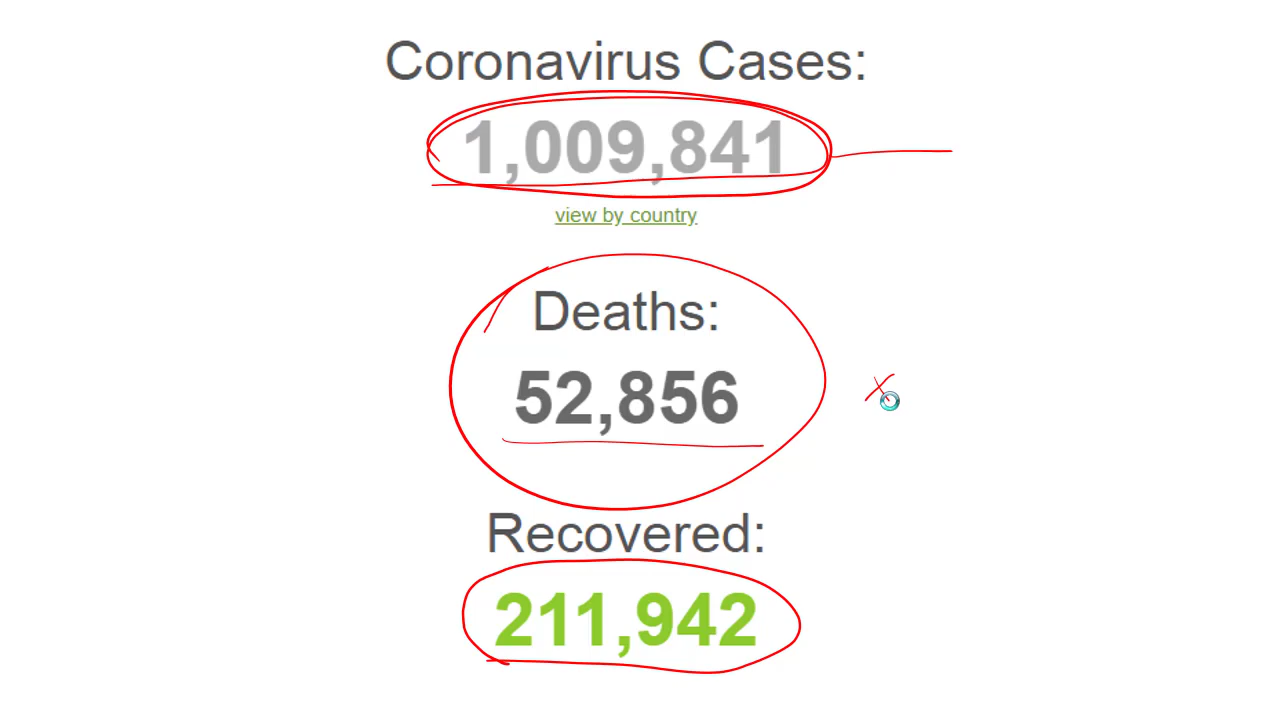 Coronavirus Cases:
1,009,841
view by country
Deaths:
52,856
Recovered:
211,942